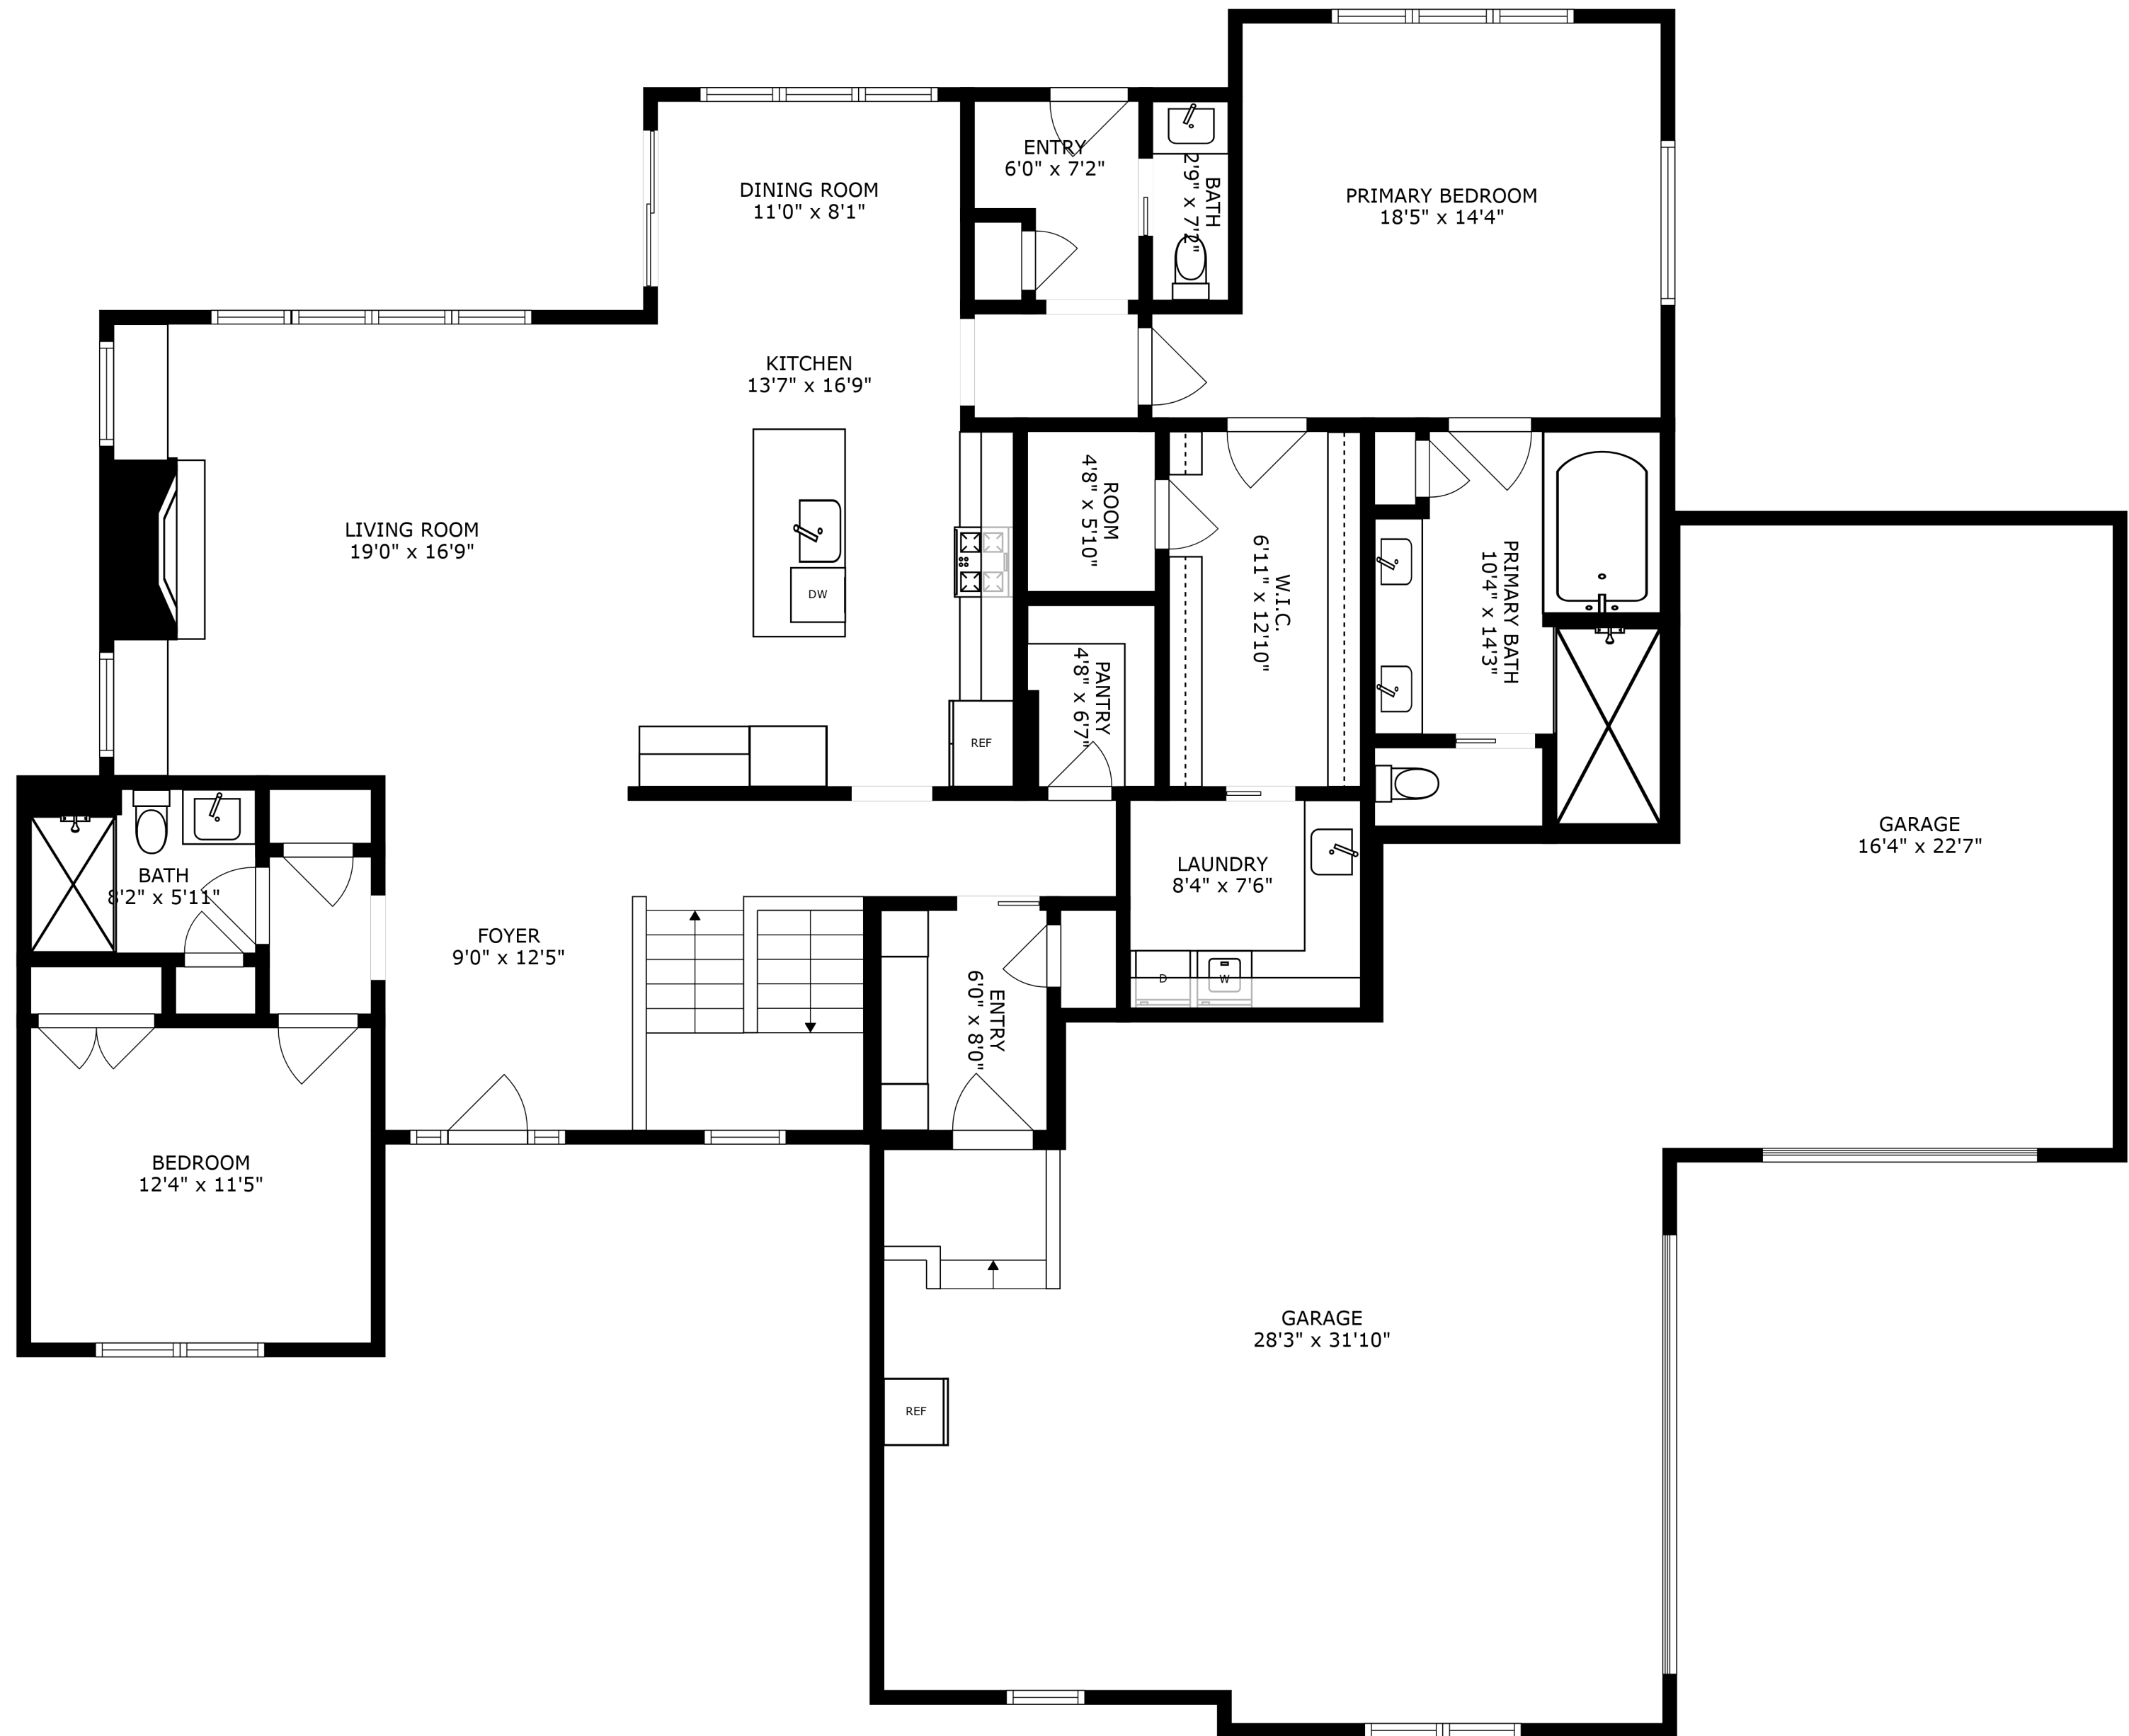 ENTRY
6'0" x 7'2"
BATH
2'9" x 7'2"
DINING ROOM
11'0" x 8'1"
PRIMARY BEDROOM
18'5" x 14'4"
KITCHEN
13'7" x 16'9"
LIVING ROOM
19'0" x 16'9"
DW
ROOM
4'8" x 5'10"
W.I.C.
6'11" x 12'10"
PRIMARY BATH
10'4" x 14'3"
PANTRY
4'8" x 6'7"
REF
GARAGE
16'4" x 22'7"
BATH
8'2" x 5'11"
LAUNDRY
8'4" x 7'6"
FOYER
9'0" x 12'5"
D
W
ENTRY
6'0" x 8'0"
BEDROOM
12'4" x 11'5"
GARAGE
28'3" x 31'10"
REF